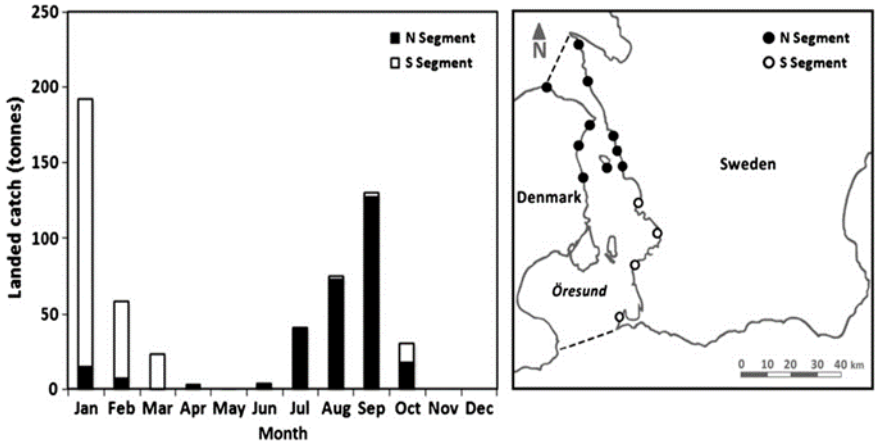 250
200
150
100
50
0
Landed catch (tonnes)
N Segment
S Segment
Jan Feb Mar Apr May Jun Jul Aug Sep Oct Nov Dec
Month
N
N Segment
S Segment
Sweden
Denmark
Öresund
0 10 20 30 40 km